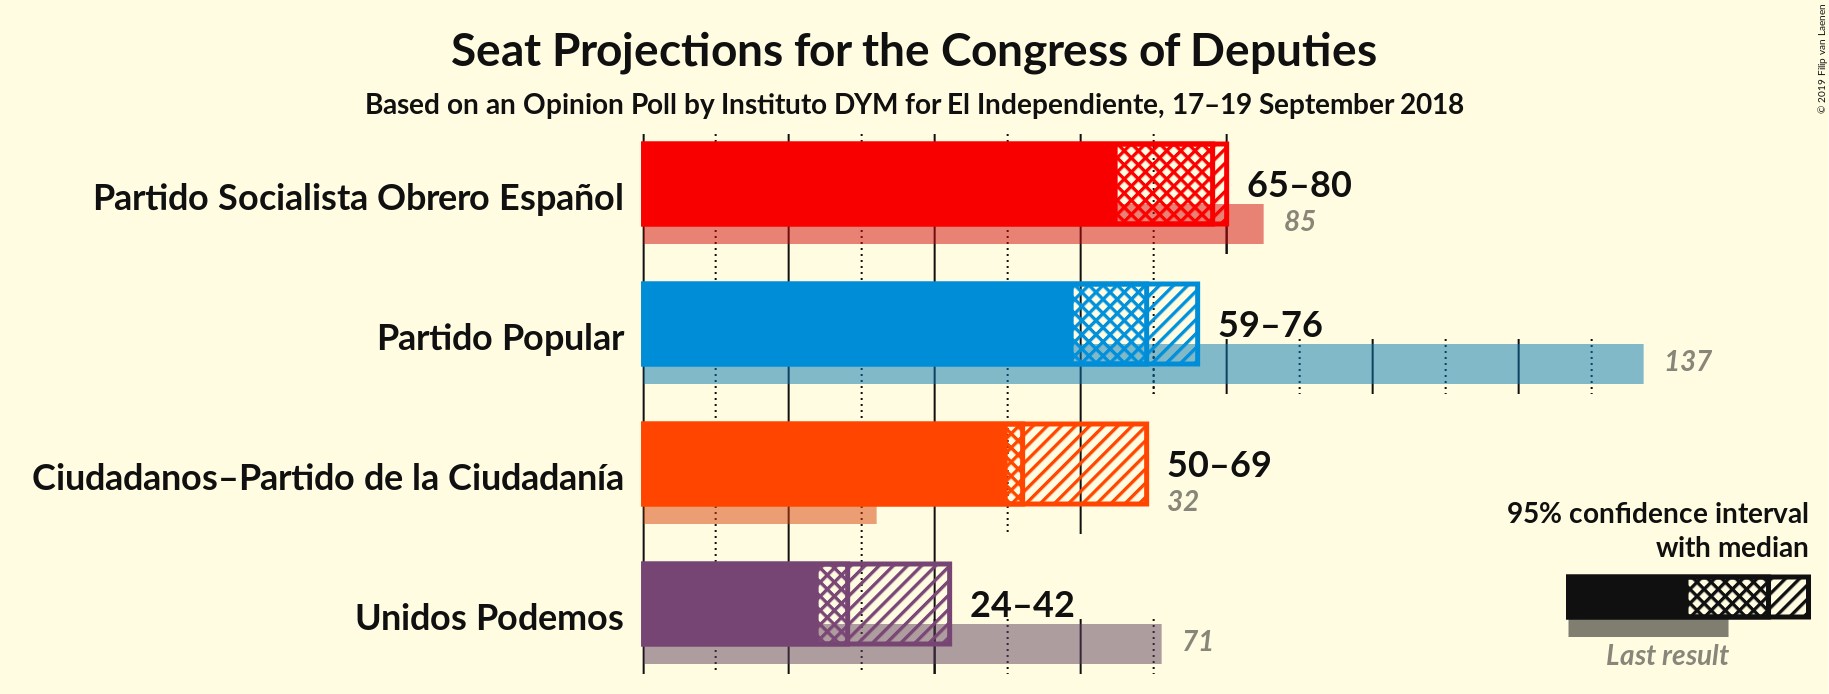 Seat Projections for the Congress of Deputies
Based on an Opinion Poll by Instituto DYM for El Independiente, 17–19 September 2018
© 2019 Filip van Laenen
Partido Socialista Obrero Español
65–80
85
Partido Popular
59–76
137
Ciudadanos–Partido de la Ciudadanía
50–69
32
Unidos Podemos
24–42
71
95% confidence interval
with median
Last result